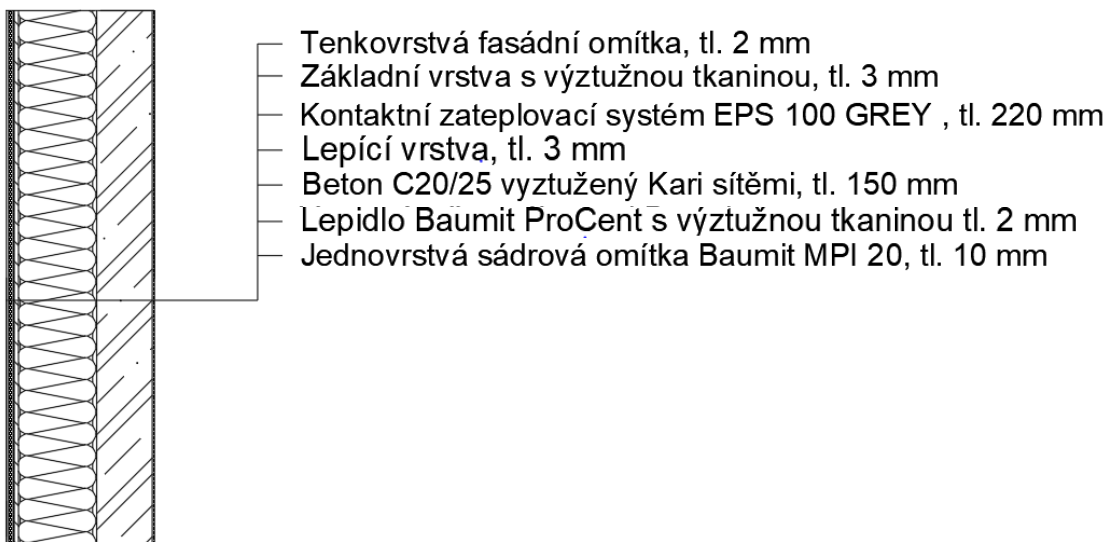 Tenkovrstvá fasádní omítka, tl. 2 mm
Základní vrstva s výztužnou tkaninou, tl. 3 mm
Kontaktní zateplovací systém EPS 100 GREY , tl. 220 mm
Lepící vrstva, tl. 3 mm
Beton C20/25 vyztužený Kari sítěmi, tl. 150 mm
Lepidlo Baumit ProCent s výztužnou tkaninou tl. 2 mm
Jednovrstvá sádrová omítka Baumit MPI 20, tl. 10 mm